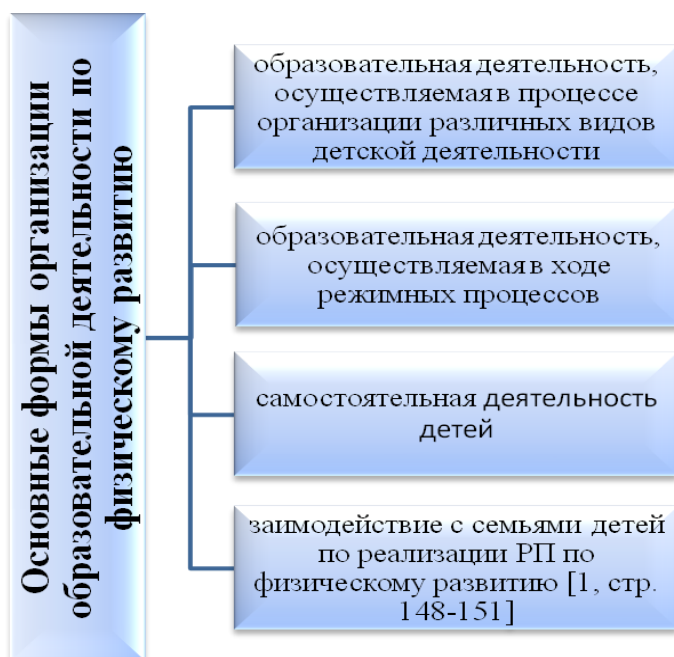 Основные формы организации
образовательной деятельности по
физическому развитию
образовательная деятельность,
осуществляемая в процессе
организации различных видов
детской деятельности
образовательная деятельность,
осуществляемая в ходе
режимных процессов
самостоятельная деятельность
детей
заимодействие с семьями детей
по реализации РП по
физическому развитию [1, стр.
148-151]